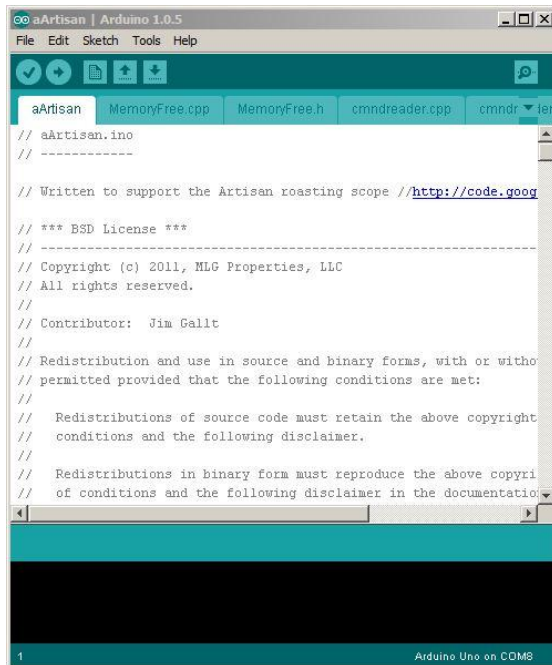 aArtisan | Arduino 1.0.5
File Edit Sketch Tools Help
aArtisan MemoryFree.cpp MemoryFree.h cmndreader.cpp cmndr
// aArtisan.ino
// ------------
// Written to support the Artisan roasting scope //http://code.goog
// *** BSD License ***
// ------------------------------------------------------------------
// Copyright (c) 2011, MLG Properties, LLC
// All rights reserved.
//
// Contributor: Jim Gallt
//
// Redistribution and use in source and binary forms, with or witho
// permitted provided that the following conditions are met:
//
// Redistributions of source code must retain the above copyright
// conditions and the following disclaimer.
//
// Redistributions in binary form must reproduce the above copyri
// of conditions and the following disclaimer in the documentatio
1 Arduino Uno on COM8